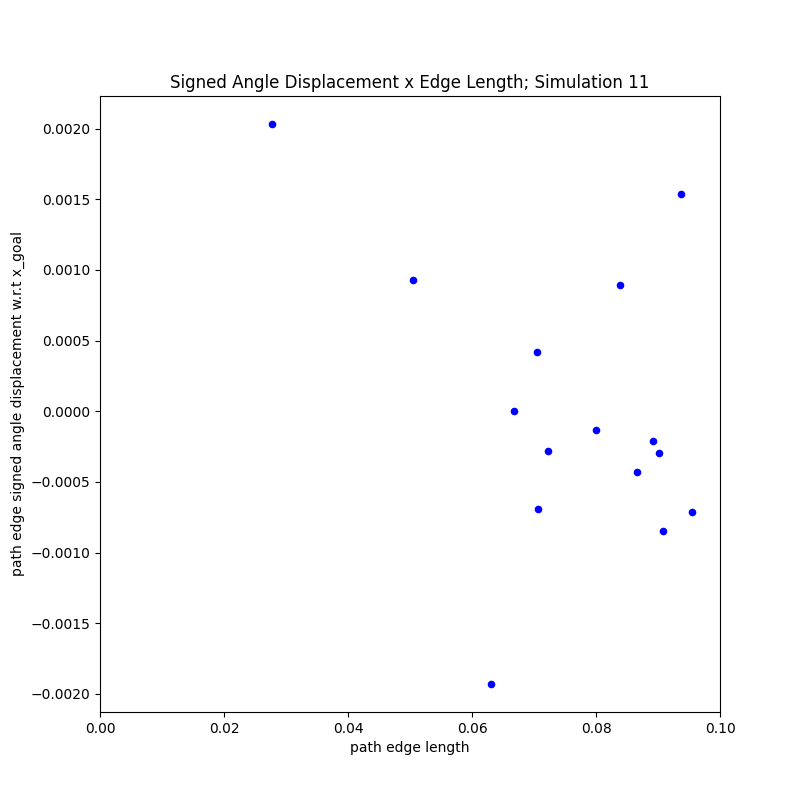 Signed Angle Displacement x Edge Length; Simulation 11
path edge signed angle displacement w.r.t x_goal
0.0020
0.0015
0.0010
0.0005
0.0000
−0.0005
−0.0010
−0.0015
−0.0020
0.00 0.02 0.04 0.06 0.08 0.10
path edge length